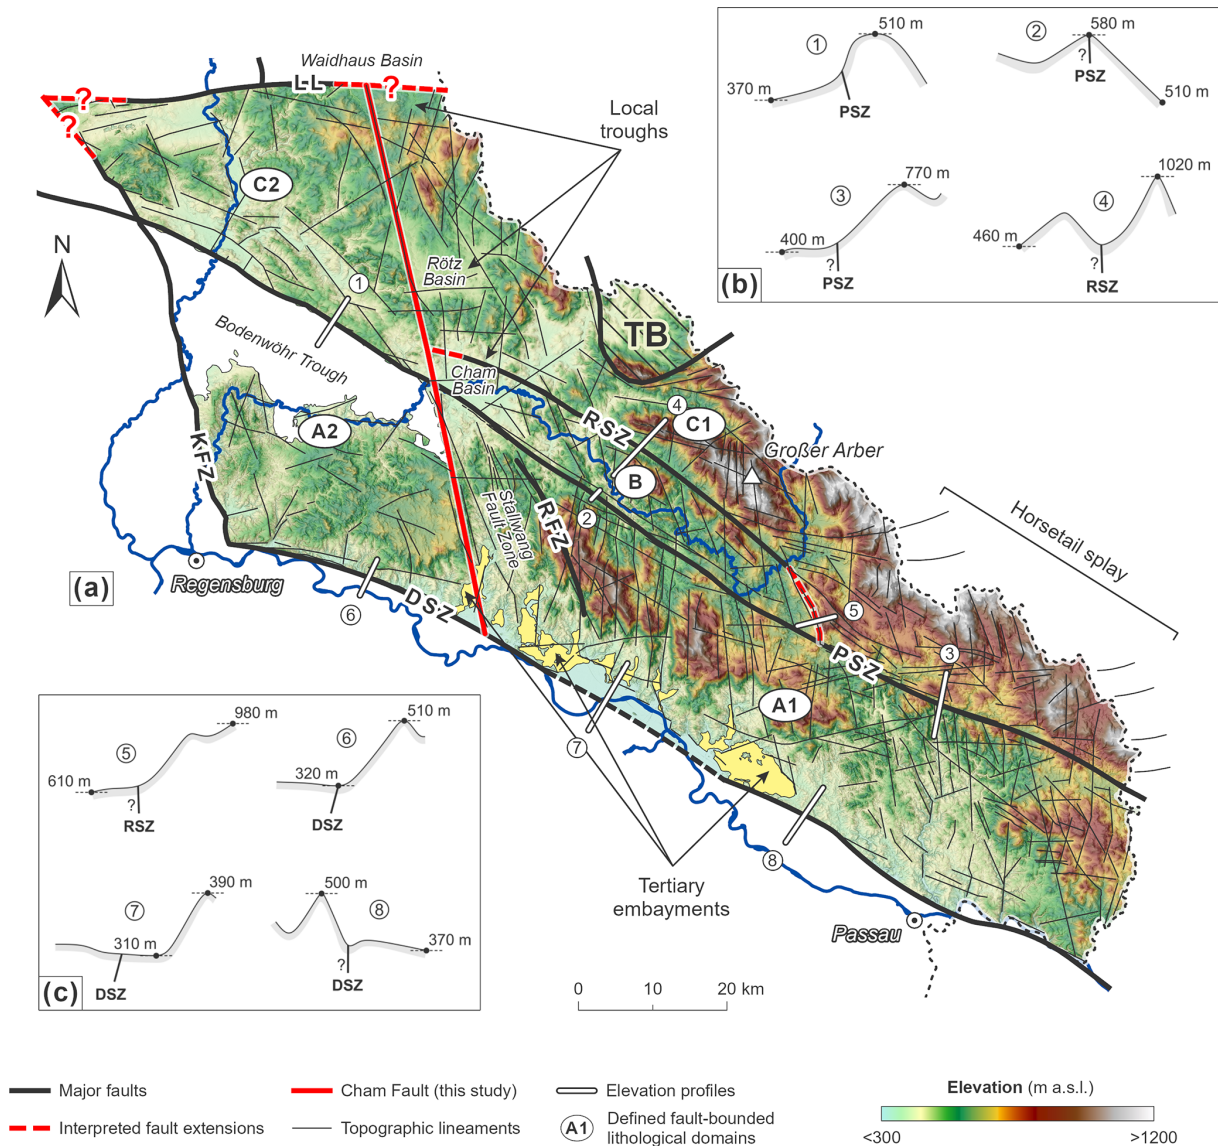 Waidhaus Basin
L-L
?
?
?
Local
troughs
C2
N
Rötz
Basin
1
Bodenwöhr Trough
TB
Cham
Basin
4
C1
RSZ
Großer Arber
A2
KFZ
B
2
Stallwang
Fault Zone
RFZ
Horsetail splay
(a)
Regensburg
6
DSZ
5
PSZ
3
A1
7
8
Tertiary
embayments
Passau
0 10 20 km
(b)
1
510 m
370 m
PSZ
2
580 m
?
PSZ
510 m
3
770 m
400 m
?
PSZ
4
1020 m
460 m
?
RSZ
(c)
5
980 m
610 m
?
RSZ
6
510 m
320 m
DSZ
7
390 m
310 m
DSZ
8
500 m
370 m
?
DSZ
Major faults
Interpreted fault extensions
Cham Fault (this study)
Topographic lineaments
Elevation profiles
A1
Defined fault-bounded
lithological domains
Elevation (m a.s.l.)
<300
>1200